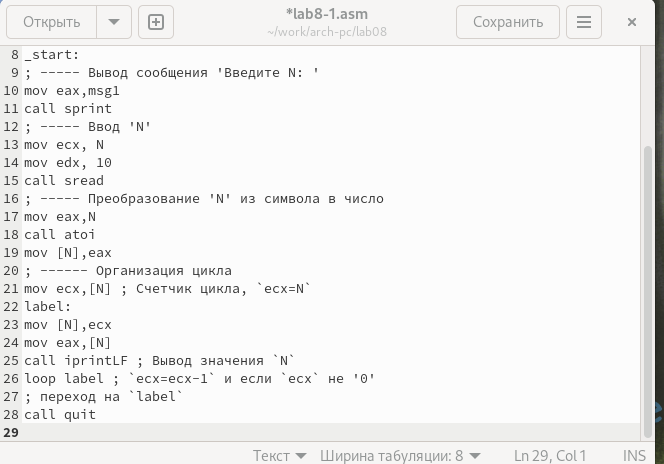 Открыть
*lab8-1.asm
~/work/arch-pc/lab08
Сохранить
8 _start:
9 ; ----- Вывод сообщения 'Введите N: '
10 mov eax,msg1
11 call sprint
12 ; ----- Ввод 'N'
13 mov ecx, N
14 mov edx, 10
15 call sread
16 ; ----- Преобразование 'N' из символа в число
17 mov eax,N
18 call atoi
19 mov [N],eax
20 ; ------ Организация цикла
21 mov ecx,[N] ; Счетчик цикла, `ecx=N`
22 label:
23 mov [N],ecx
24 mov eax,[N]
25 call iprintLF ; Вывод значения `N`
26 loop label ; `ecx=ecx-1` и если `ecx` не '0'
27 ; переход на `label`
28 call quit
29
Текст Ширина табуляции: 8 Ln 29, Col 1 INS